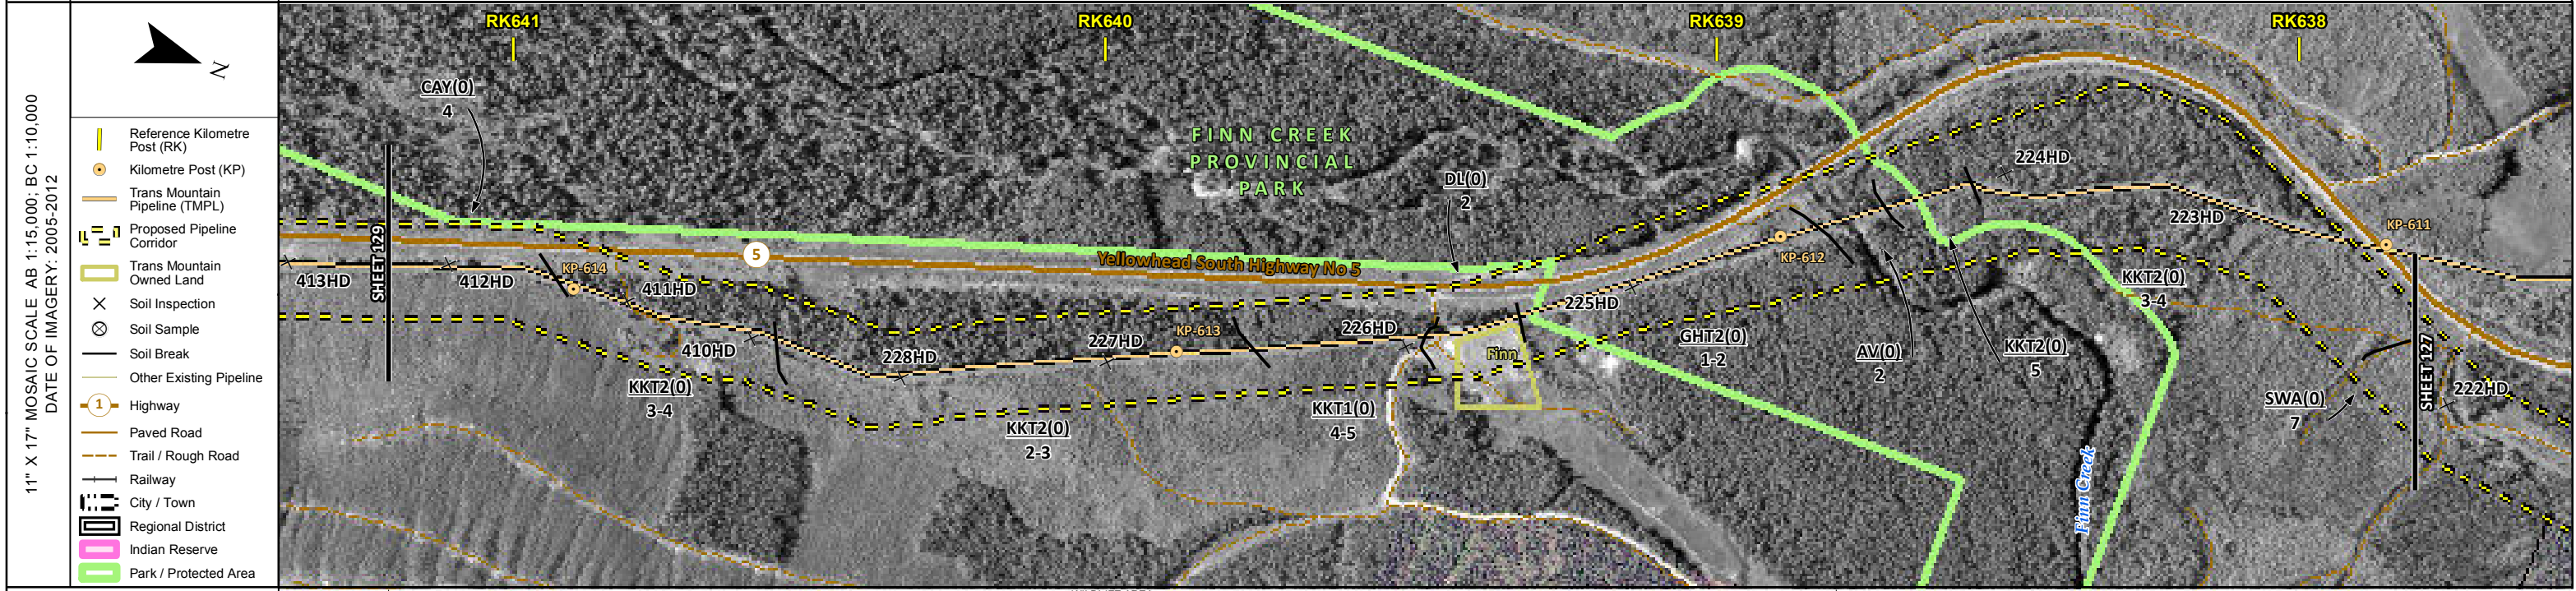 11" X 17" MOSAIC SCALE AB 1:15,000; BC 1:10,000
DATE OF IMAGERY: 2005-2012
N
Reference Kilometre
Post (RK)
Kilometre Post (KP)
Trans Mountain
Pipeline (TMPL)
Proposed Pipeline
Corridor
Trans Mountain
Owned Land
Soil Inspection
Soil Sample
Soil Break
Other Existing Pipeline
1
Highway
Paved Road
Trail / Rough Road
Railway
City / Town
Regional District
Indian Reserve
Park / Protected Area
RK641
RK640
RK639
RK638
CAY(0)
4
FINN CREEK
PROVINCIAL
PARK
DL(0)
2
224HD
223HD
KP-611
SHEET 129
5
Yellowhead South Highway No 5
KP-612
413HD
412HD
KP-614
411HD
225HD
KKT2(0)
3-4
410HD
228HD
227HD
KP-613
226HD
Finn
GHT2(0)
1-2
AV(0)
2
KKT2(0)
5
SHEET 127
222HD
KKT2(0)
3-4
KKT2(0)
2-3
KKT1(0)
4-5
SWA(0)
7
Finn Creek